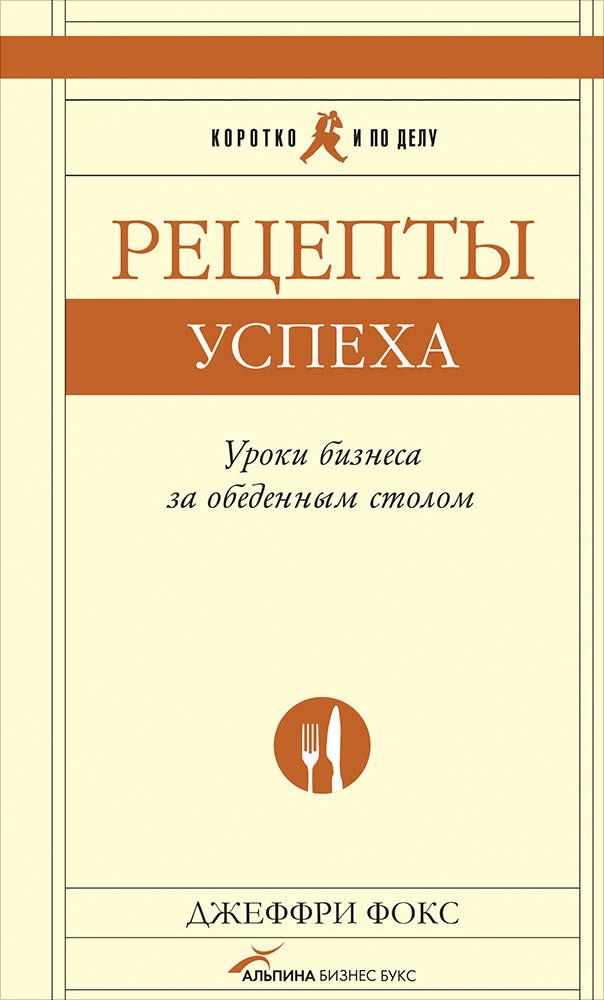 КОРОТКО И ПО ДЕЛУ
РЕЦЕПТЫ
УСПЕХА
Уроки бизнеса
за обеденным столом
ДЖЕФФРИ ФОКС
АЛЬПИНА БИЗНЕС БУКС